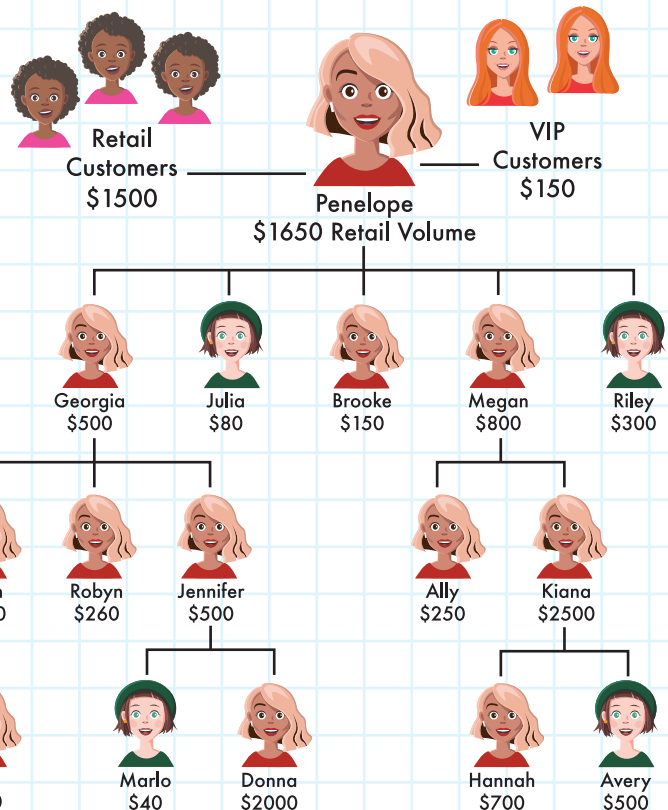 Retail
Customers
$1500
VIP
Customers
$150
Penelope
$1650 Retail Volume
Georgia
$500
Julia
$80
Brooke
$150
Megan
$800
Riley
$300
Robyn
$260
Jennifer
$500
Ally
$250
Kiana
$2500
Marlo
$40
Donna
$2000
Hannah
$700
Avery
$500